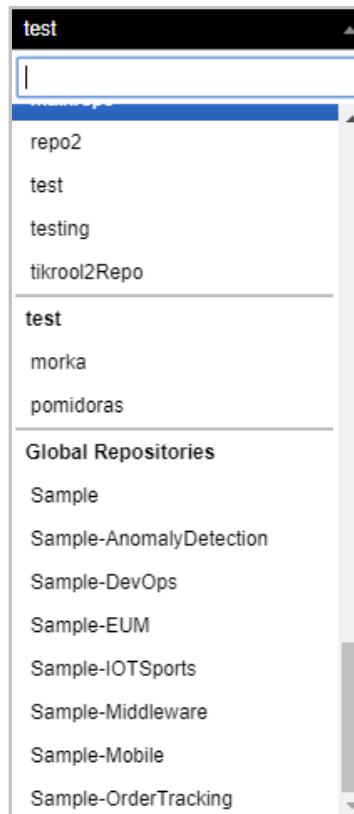 test
repo2
test
testing
tikrool2Repo
test
morka
pomidoras
Global Repositories
Sample
Sample-AnomalyDetection
Sample-DevOps
Sample-EUM
Sample-IOTSports
Sample-Middleware
Sample-Mobile
Sample-OrderTracking